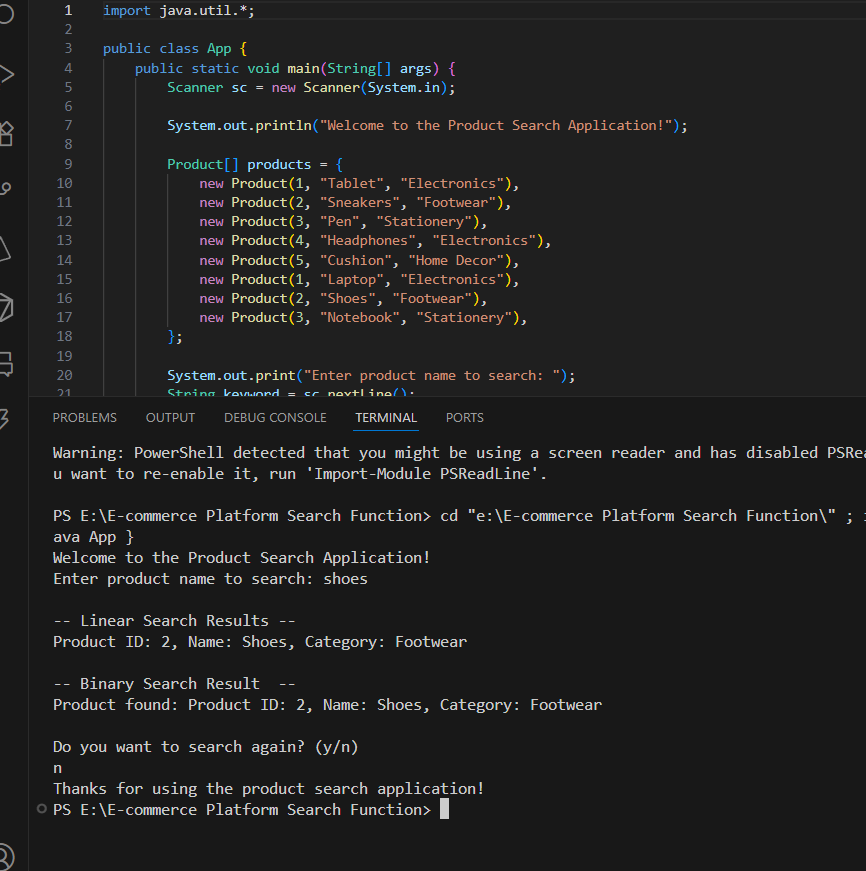 1 import java.util.*;
2
3 public class App {
4 public static void main(String[] args) {
5 Scanner sc = new Scanner(System.in);
6
7 System.out.println("Welcome to the Product Search Application!");
8
9 Product[] products = {
10 new Product(1, "Tablet", "Electronics"),
11 new Product(2, "Sneakers", "Footwear"),
12 new Product(3, "Pen", "Stationery"),
13 new Product(4, "Headphones", "Electronics"),
14 new Product(5, "Cushion", "Home Decor"),
15 new Product(1, "Laptop", "Electronics"),
16 new Product(2, "Shoes", "Footwear"),
17 new Product(3, "Notebook", "Stationery"),
18 };
19
20 System.out.print("Enter product name to search: ");
21 String keyword = sc.nextLine();
PROBLEMS OUTPUT DEBUG CONSOLE TERMINAL PORTS
Warning: PowerShell detected that you might be using a screen reader and has disabled PSRea
u want to re-enable it, run 'Import-Module PSReadLine'.
PS E:\E-commerce Platform Search Function> cd "e:\E-commerce Platform Search Function\" ;
ava App }
Welcome to the Product Search Application!
Enter product name to search: shoes
-- Linear Search Results --
Product ID: 2, Name: Shoes, Category: Footwear
-- Binary Search Result  --
Product found: Product ID: 2, Name: Shoes, Category: Footwear
Do you want to search again? (y/n)
n
Thanks for using the product search application!
PS E:\E-commerce Platform Search Function>